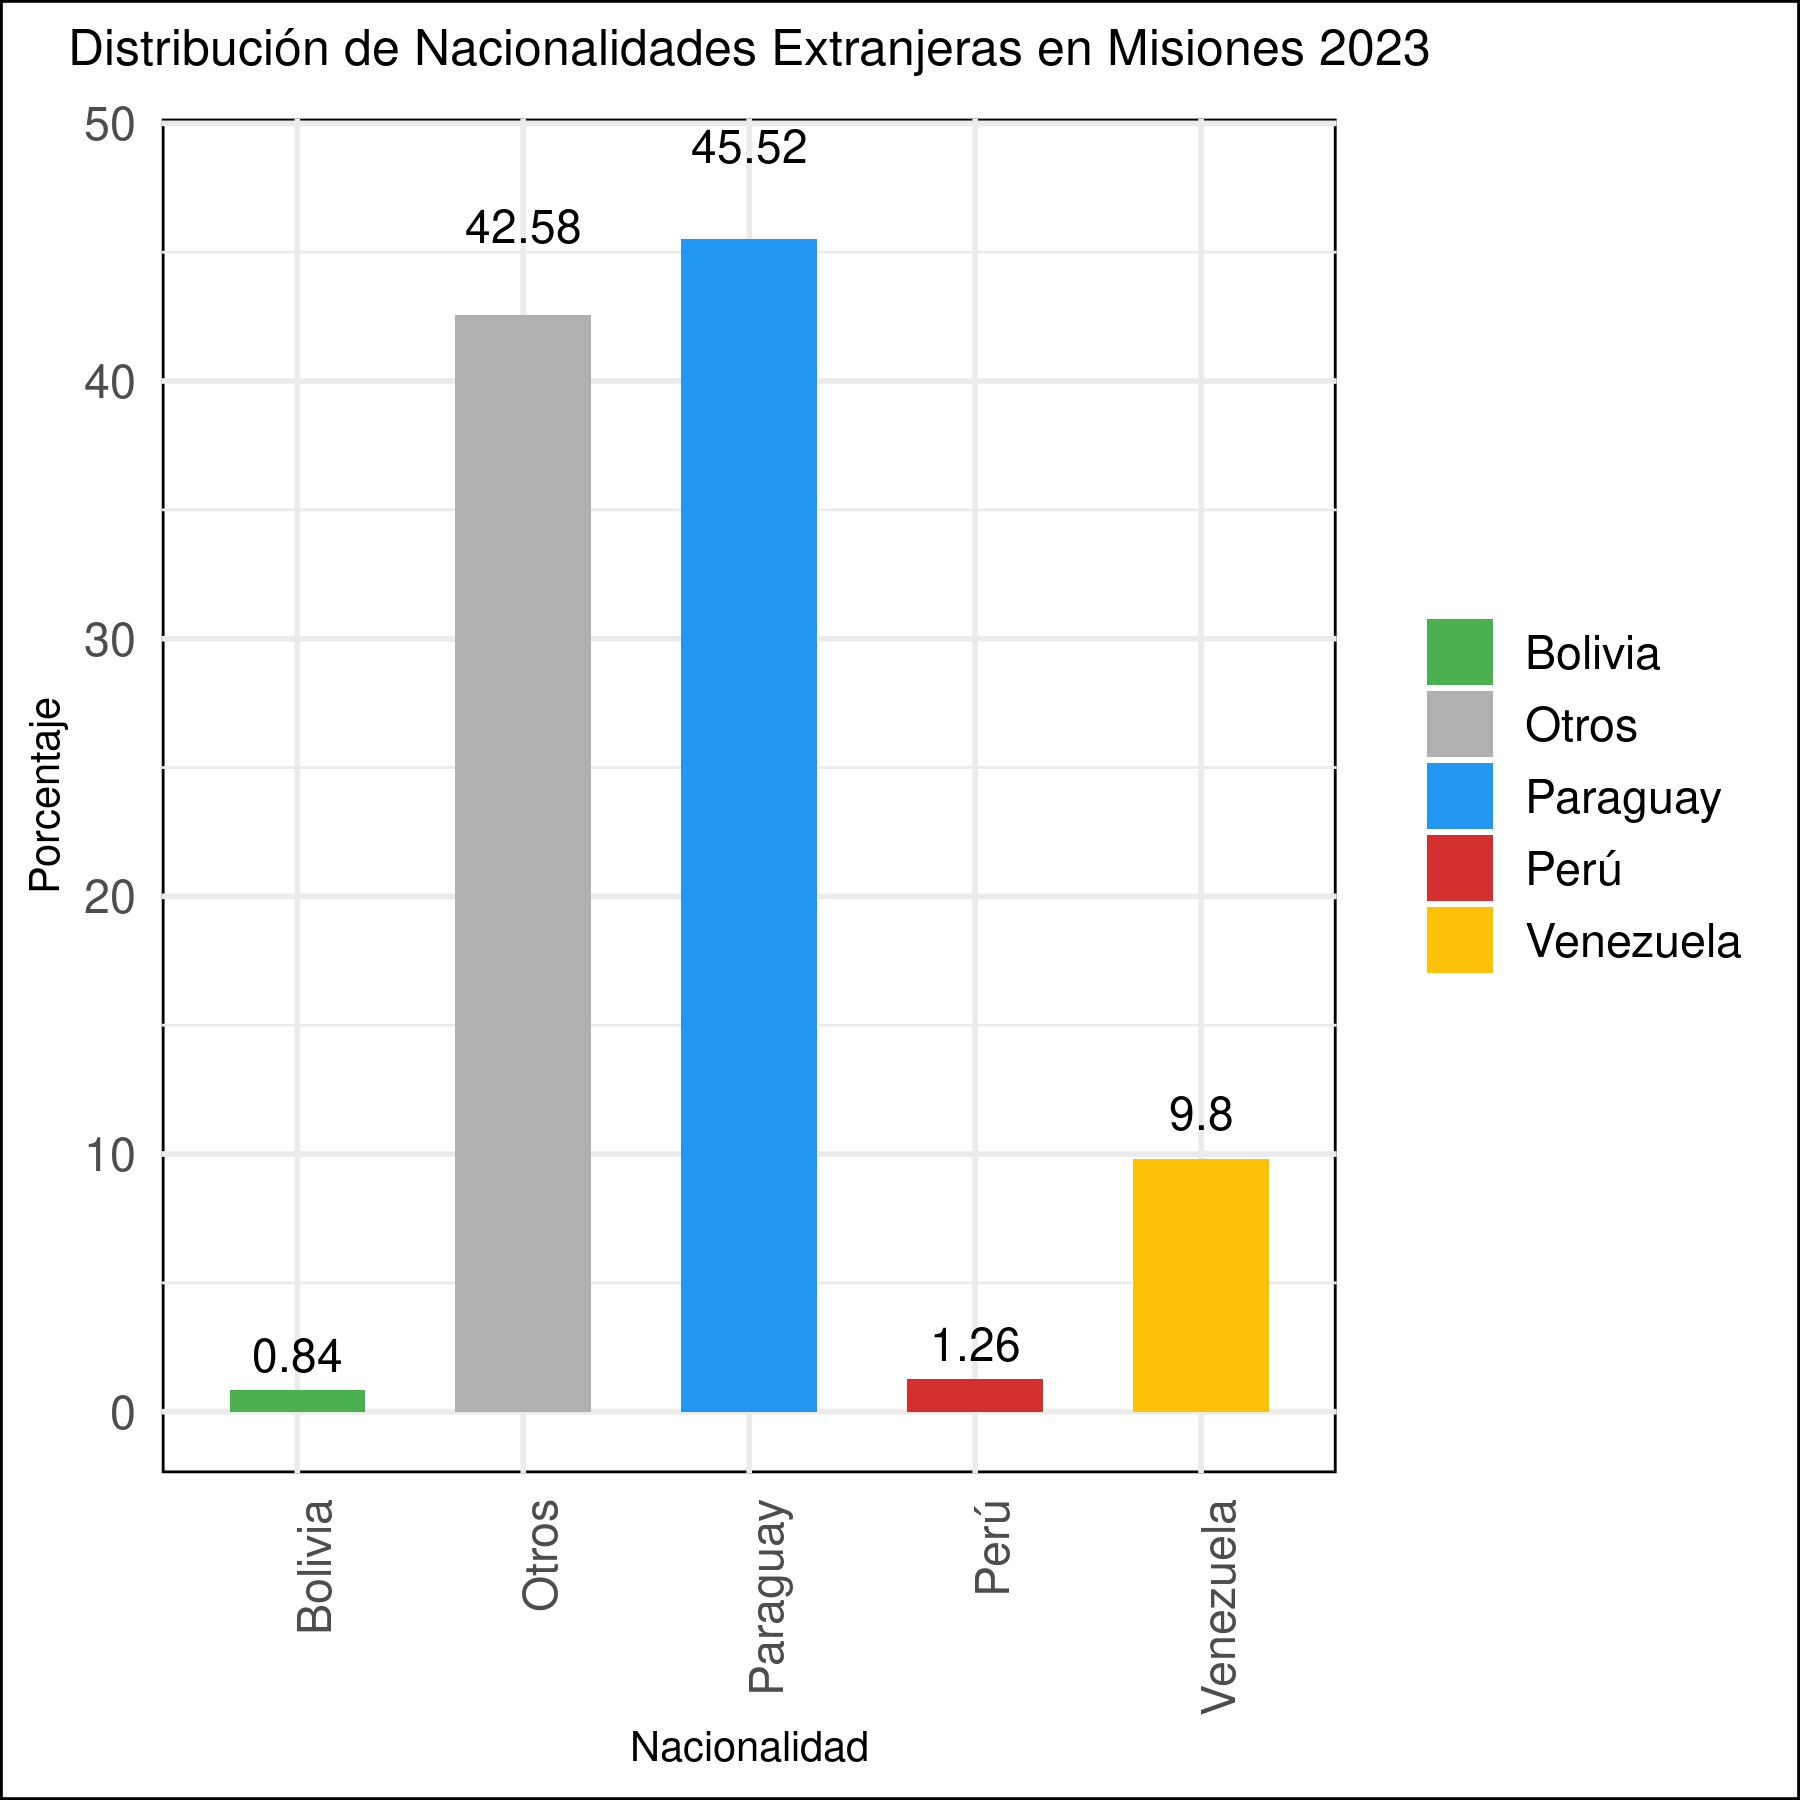 Distribución de Nacionalidades Extranjeras en Misiones 2023
50
40
30
20
10
0
Porcentaje
0.84
42.58
45.52
1.26
9.8
Bolivia
Otros
Paraguay
Perú
Venezuela
Nacionalidad
Bolivia
Otros
Paraguay
Perú
Venezuela